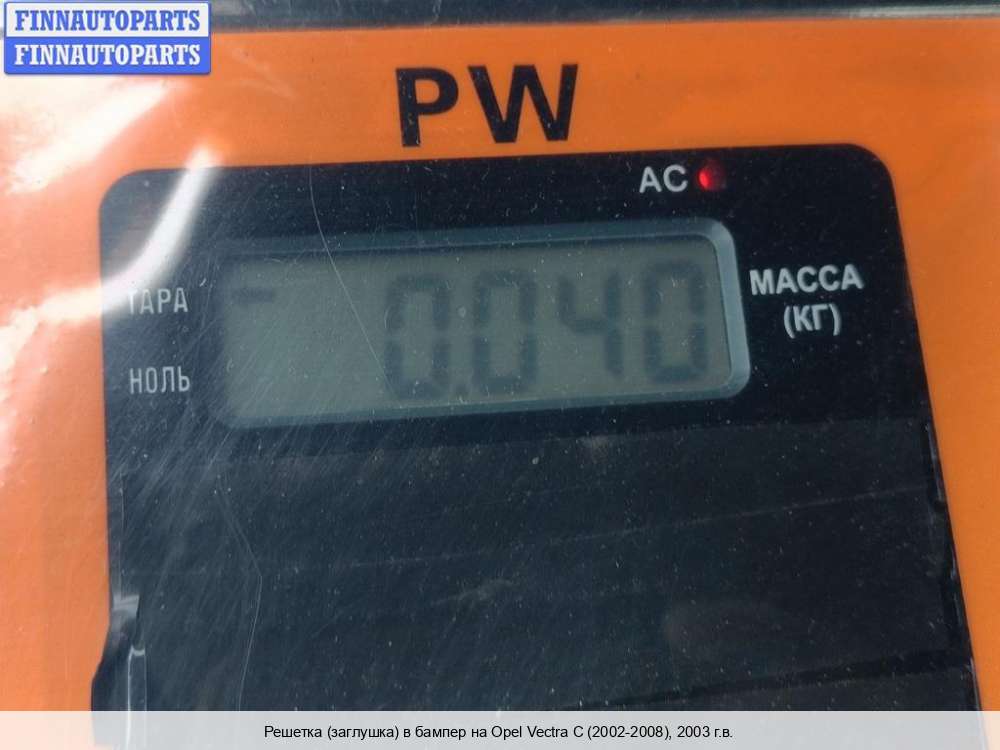 FINNAUTOPARTS
FINNAUTOPARTS
PW
AC
ТАРА
0.040
МАССА
(КГ)
НОЛЬ
Решетка (заглушка) в бампер на Opel Vectra C (2002-2008), 2003 г.в.